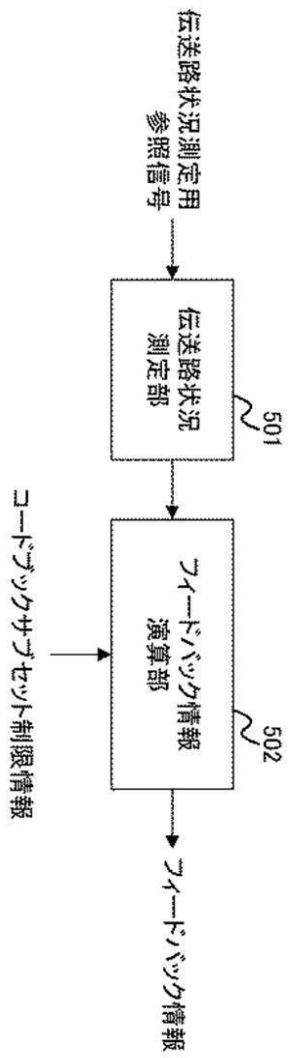 伝送路状況測定用
参照信号
伝送路状況
測定部
501
フィードバック情報
演算部
502
コードブックサブセット制限情報
フィードバック情報